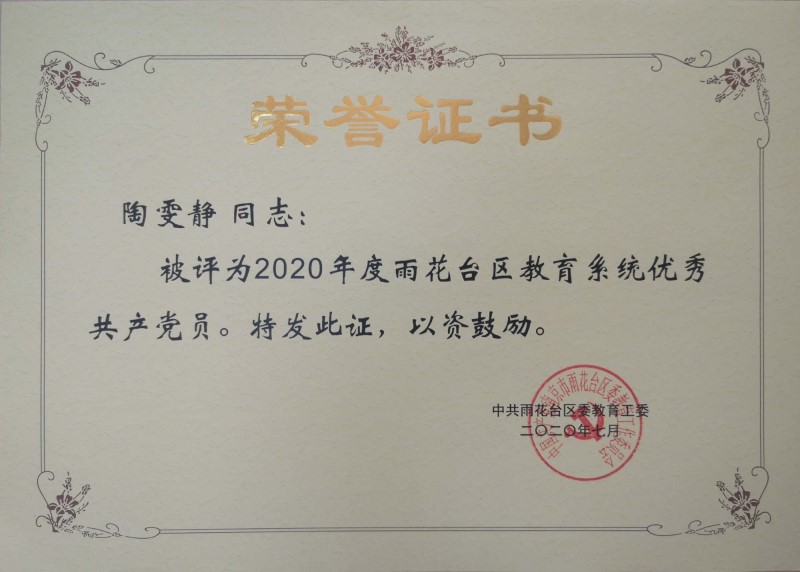 荣誉证书
陶雯静 同志：
被评为2020年度雨花台区教育系统优秀
共产党员。特发此证，以资鼓励。
中共雨花台区委教育工委
二〇二〇年七月